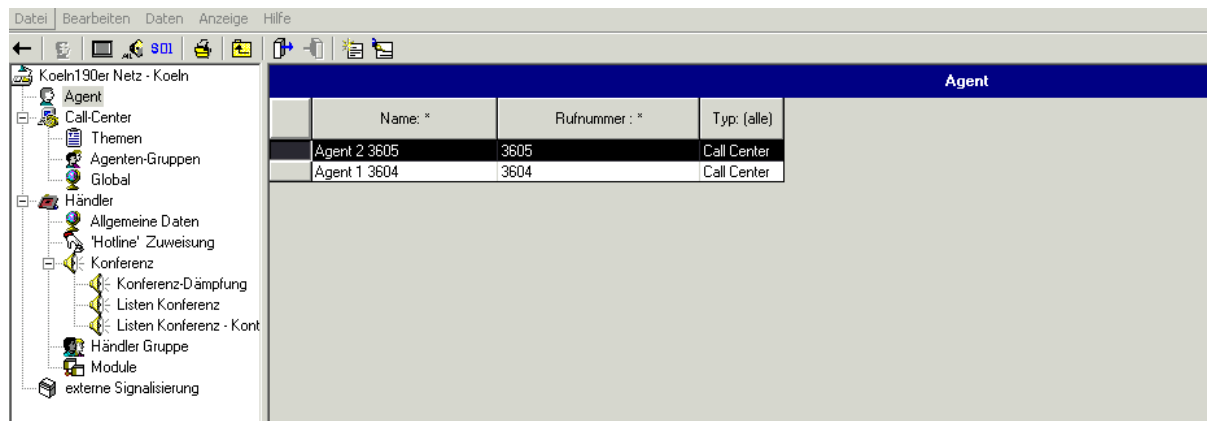 Datei Bearbeiten Daten Anzeige Hilfe
S01
Koeln190er Netz - Koeln
Agent
Call-Center
Themen
Agenten-Gruppen
Global
Händler
Allgemeine Daten
'Hotline' Zuweisung
Konferenz
Konferenz-Dämpfung
Listen Konferenz
Listen Konferenz - Kont
Händler Gruppe
Module
externe Signalisierung
Agent
Name: * Rufnummer : * Typ: (alle)
Agent 2 3605 3605 Call Center
Agent 1 3604 3604 Call Center